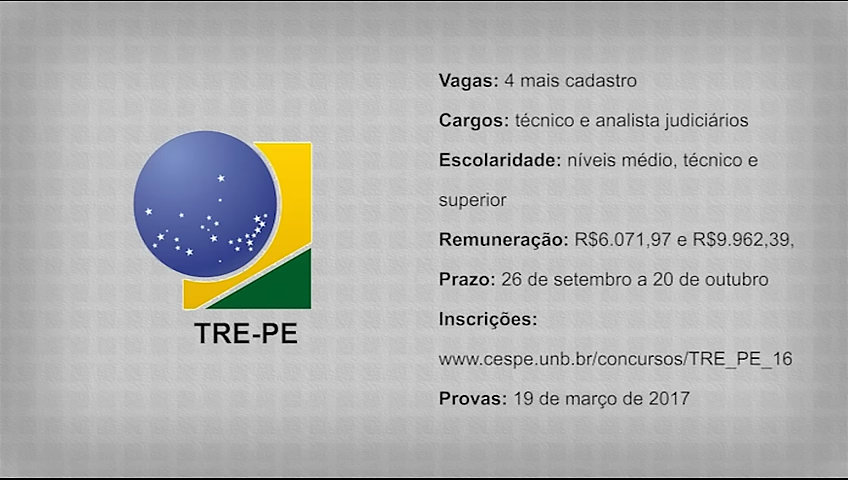 TRE-PE
Vagas: 4 mais cadastro
Cargos: técnico e analista judiciários
Escolaridade: níveis médio, técnico e
superior
Remuneração: R$6.071,97 e R$9.962,39,
Prazo: 26 de setembro a 20 de outubro
Inscrições:
www.cespe.unb.br/concursos/TRE_PE_16
Provas: 19 de março de 2017